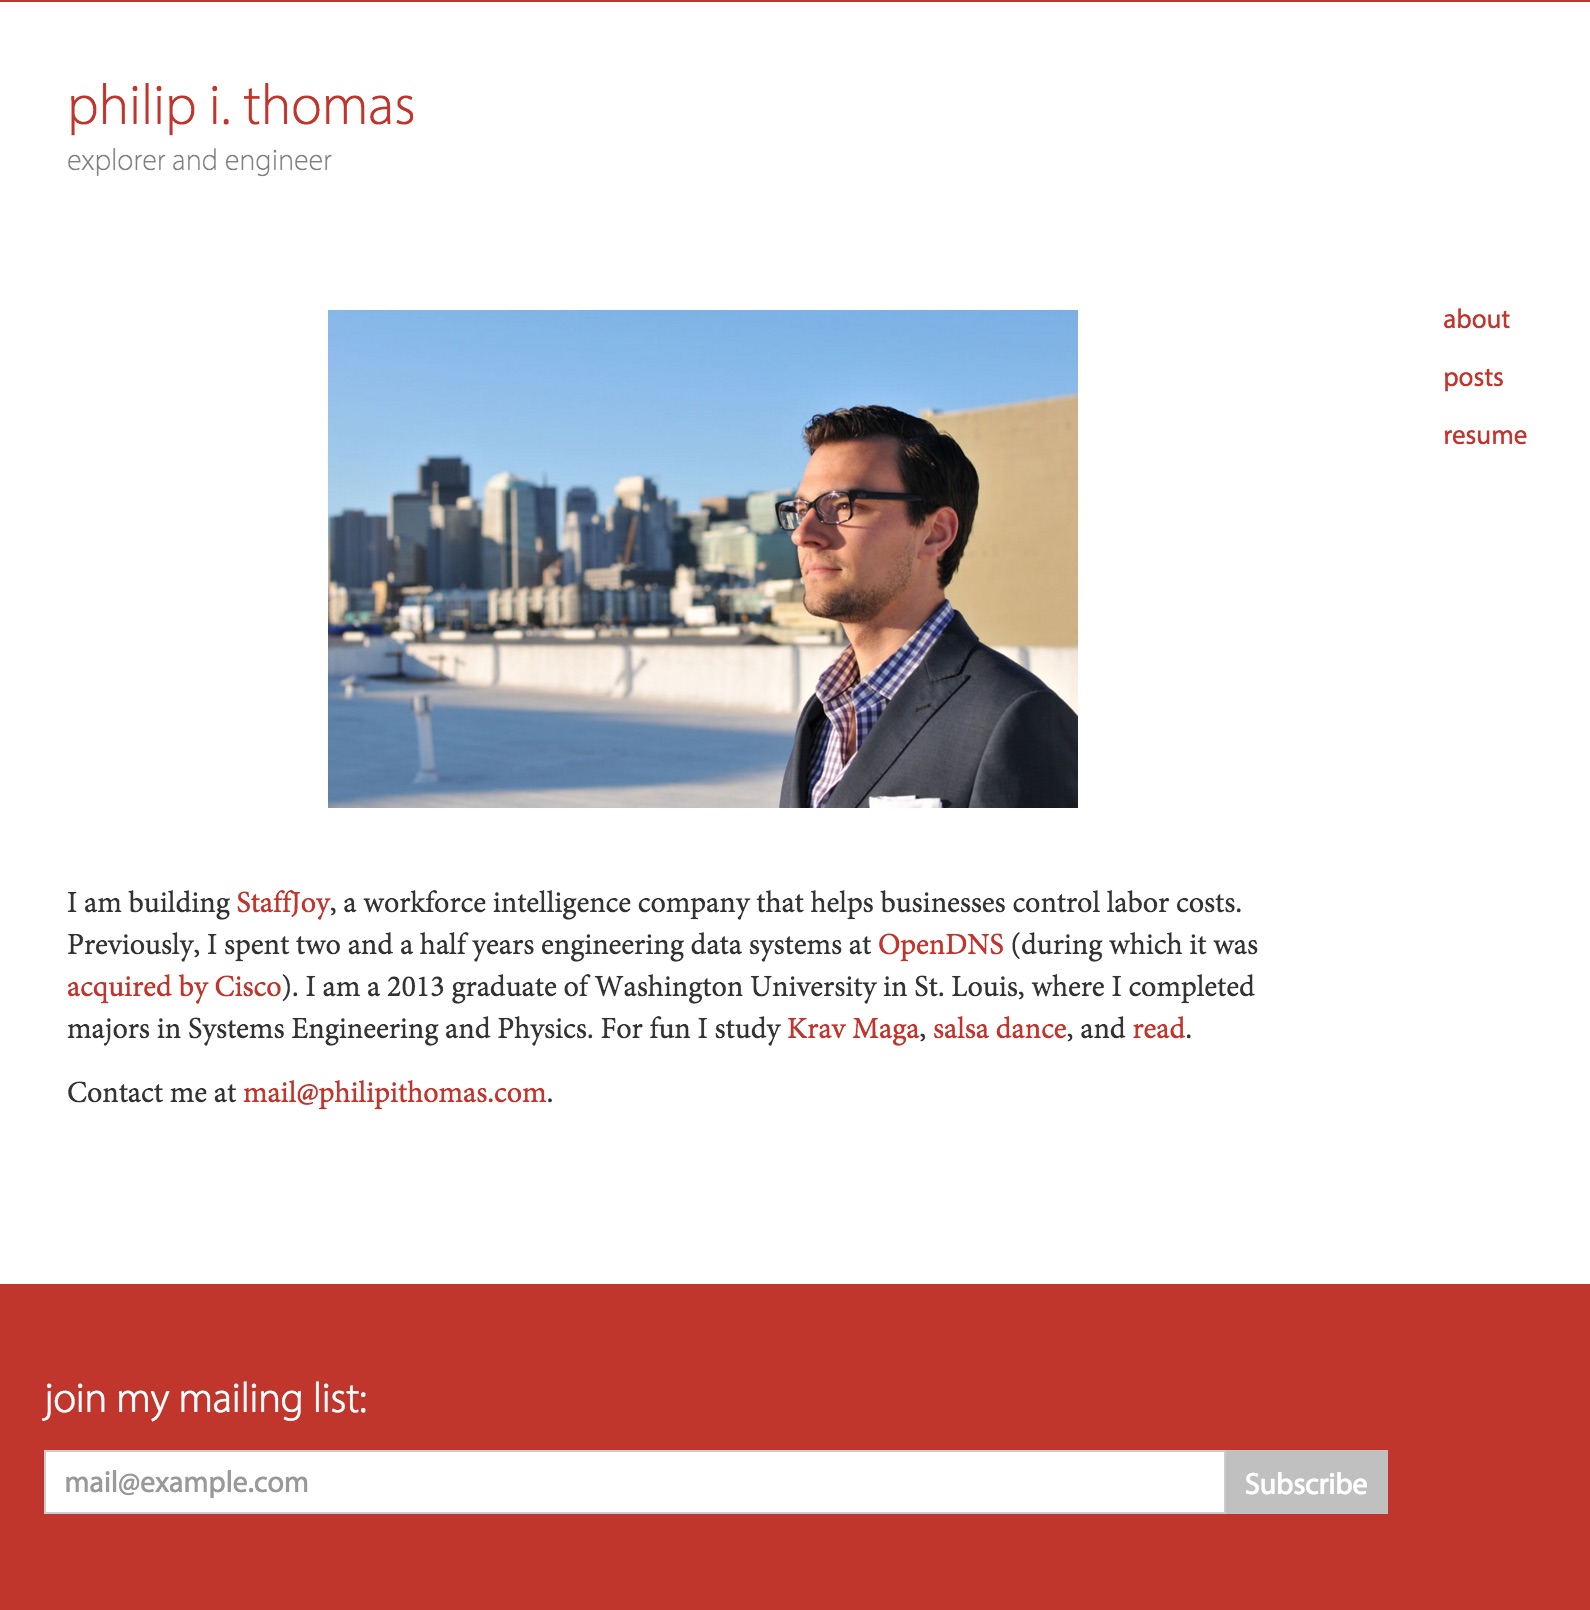 philip i. thomas
explorer and engineer
about
posts
resume
I am building StaffJoy, a workforce intelligence company that helps businesses control labor costs.
Previously, I spent two and a half years engineering data systems at OpenDNS (during which it was
acquired by Cisco). I am a 2013 graduate of Washington University in St. Louis, where I completed
majors in Systems Engineering and Physics. For fun I study Krav Maga, salsa dance, and read.
Contact me at mail@philipithomas.com.
join my mailing list:
mail@example.com
Subscribe